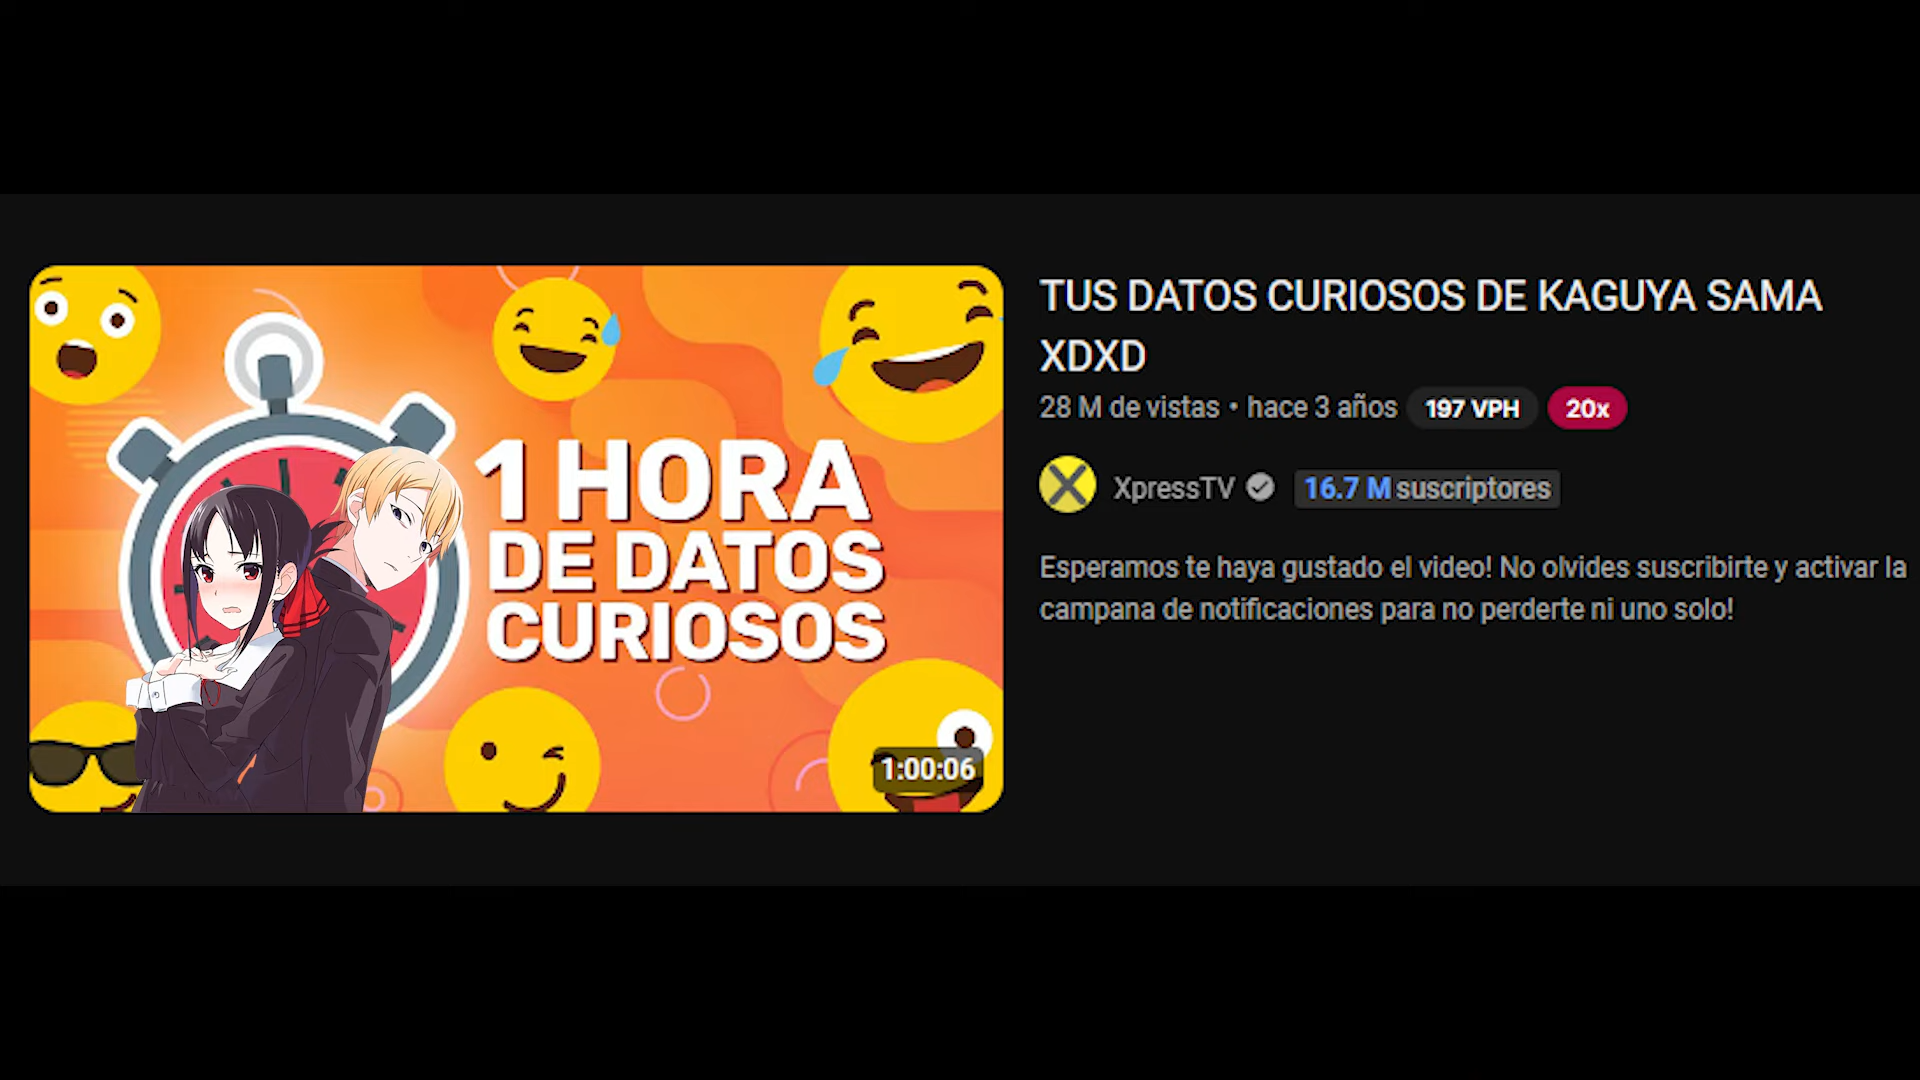 1 HORA
DE DATOS
CURIOSOS
1:00:06
TUS DATOS CURIOSOS DE KAGUYA SAMA
XDXD
28 M de vistas • hace 3 años 197 VPH 20x
XpressTV 16.7 M suscriptores
Esperamos te haya gustado el video! No olvides suscribirte y activar la
campana de notificaciones para no perderte ni uno solo!